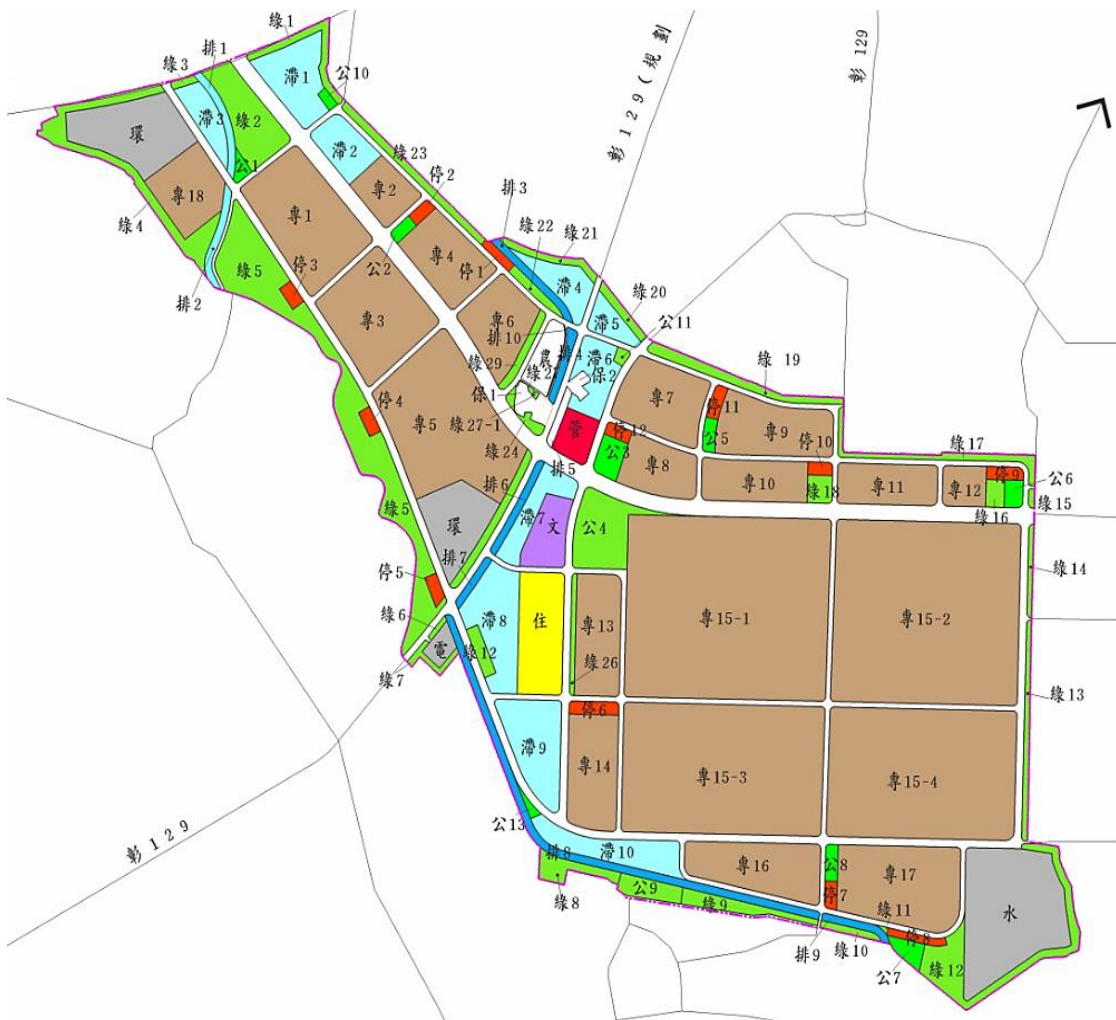 綠1
排1
綠3
公10
滯1
彰129(規劃
彰129
滯3
綠2
環
滯2
綠23
公1
停2
專18
專2
排3
綠4
專1
綠22
綠21
公2
專4
停1
綠5
停3
滯4
排2
綠20
專3
專6
滯5
公11
排10
排4
滯6
農
綠19
綠29
保2
保1
專7
停11
停4
綠27-1
專9
專5
管
停12
公5
停10
綠17
綠24
公3
專8
排5
公6
停9
專10
綠18
專11
專12
綠15
排6
綠16
綠5
滯7
文
公4
環
排7
綠14
停5
綠6
滯8
住
專13
專15-1
專15-2
電
綠12
綠26
綠7
綠13
停6
滯9
專14
專15-3
專15-4
公13
彰129
排8
滯10
專16
公8
專17
公9
綠8
綠9
停7
綠11
水
排9
綠10
停8
公7
綠12